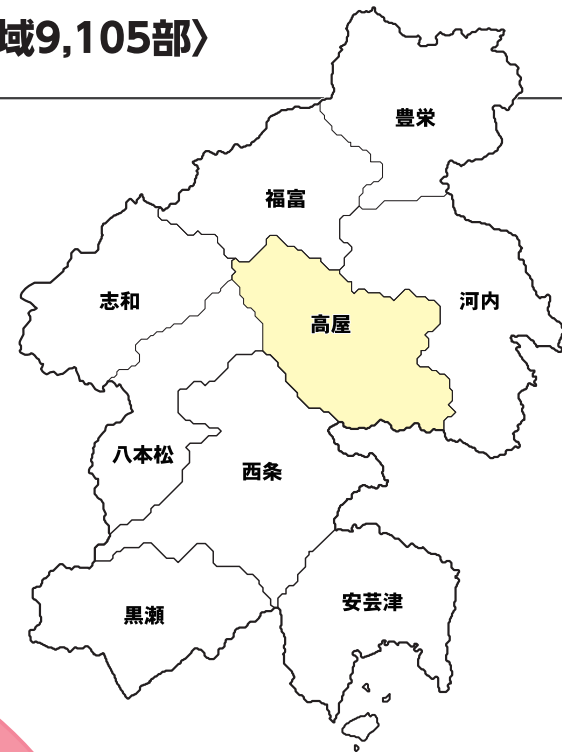 域9,105部〉
豊栄
福富
志和
高屋
河内
八本松
西条
黒瀬
安芸津